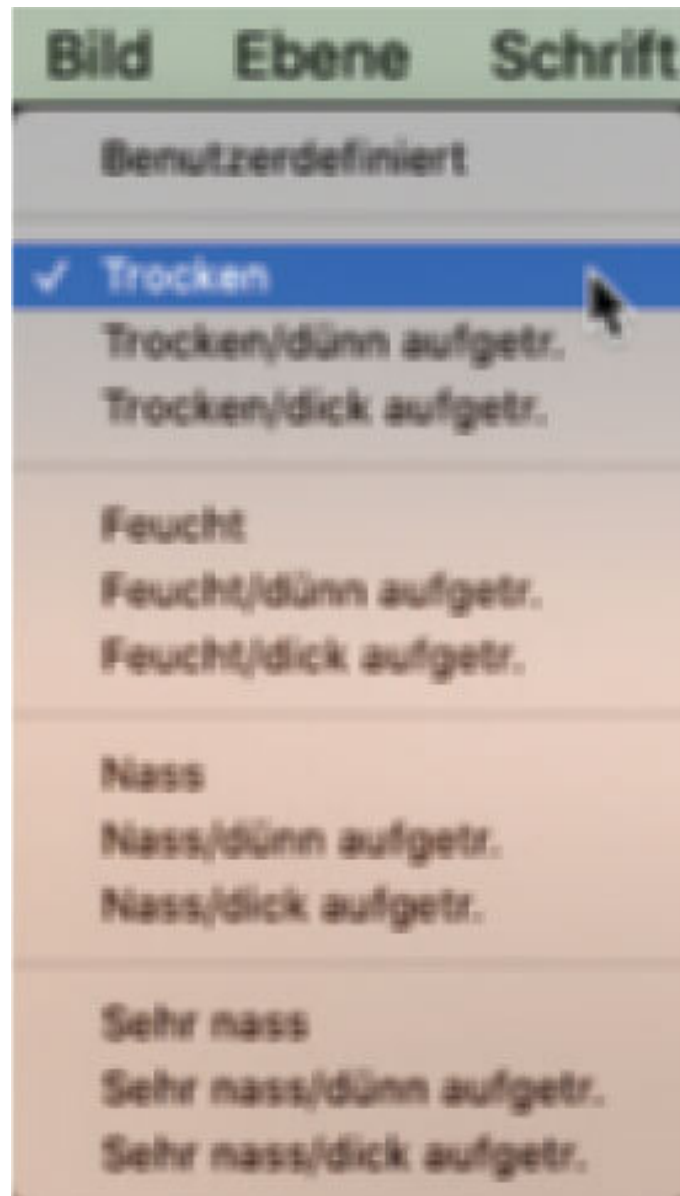 Bild Ebene Schrift
Benutzerdefiniert
✓ Trocken
Trocken/dünn aufgetr.
Trocken/dick aufgetr.
Feucht
Feucht/dünn aufgetr.
Feucht/dick aufgetr.
Nass
Nass/dünn aufgetr.
Nass/dick aufgetr.
Sehr nass
Sehr nass/dünn aufgetr.
Sehr nass/dick aufgetr.